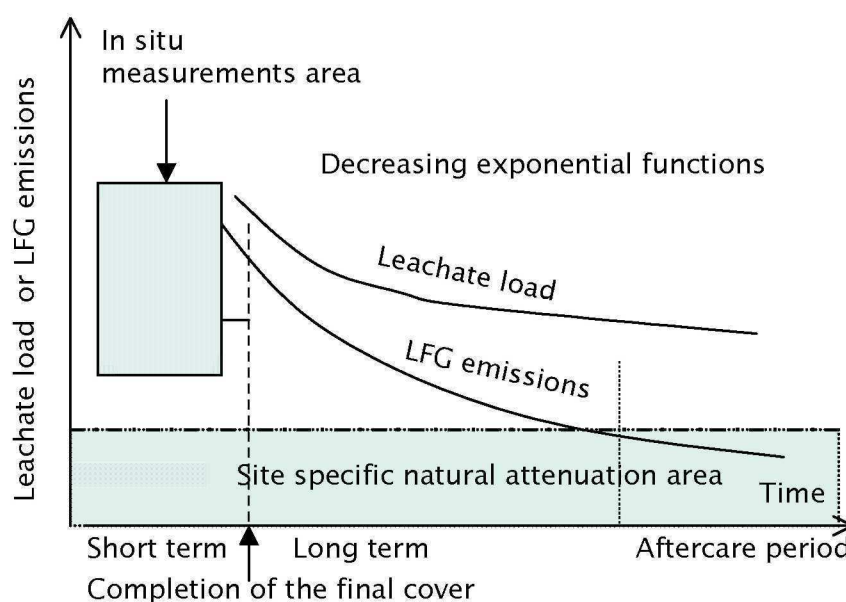 In situ
measurements area
Decreasing exponential functions
Leachate load or LFG emissions
Leachate load
LFG emissions
Site specific natural attenuation area
Time
Short term
Long term
Aftercare period
Completion of the final cover